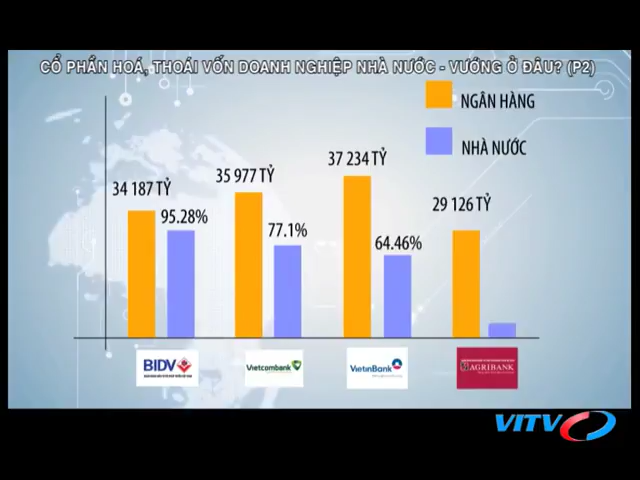 CỔ PHẦN HOÁ, THOÁI VỐN DOANH NGHIỆP NHÀ NƯỚC - VƯỚNG Ở ĐÂU? (P2)
NGÂN HÀNG
NHÀ NƯỚC
34 187 TỶ
95.28%
35 977 TỶ
77.1%
37 234 TỶ
64.46%
29 126 TỶ
BIDV
Vietcombank
VietinBank
AGRIBANK
VITV